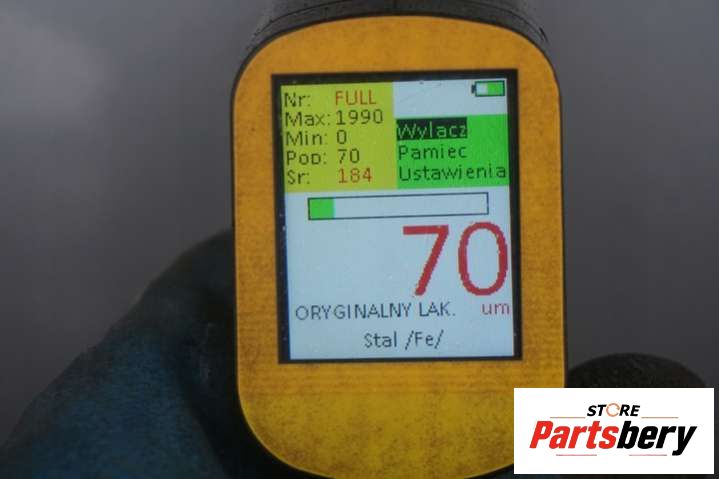 Nr: FULL
Max: 1990
Min: 0
Pop: 70
Sr: 184
Wylacz
Pamiec
Ustawienia
70
um
ORYGINALNY LAK.
Stal /Fe/
STORE
Partsbery